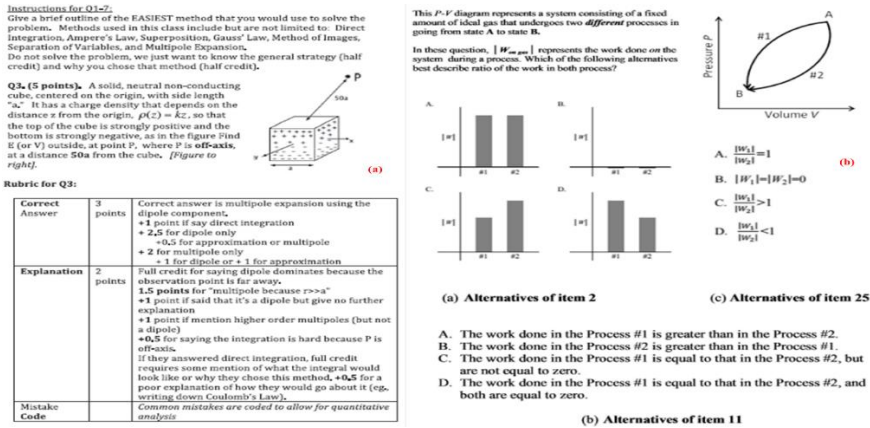 Instructions for Q1-7:
Give a brief outline of the EASIEST method that you would use to solve the
problem. Methods used in this class include but are not limited to: Direct
Integration, Ampere's Law, Superposition, Gauss' Law, Method of Images,
Separation of Variables, and Multipole Expansion.
Do not solve the problem, we just want to know the general strategy (half
credit) and why you chose that method (half credit).
Q3. (5 points). A solid, neutral non-conducting
cube, centered on the origin, with side length
"a." It has a charge density that depends on the
distance z from the origin, ρ(z) = kz, so that
the top of the cube is strongly positive and the
bottom is strongly negative, as in the figure Find
E (or V) outside, at point P, where P is off-axis,
at a distance 50a from the cube. [Figure to
right].
P
50a
y
x
(a)
Rubric for Q3:
Correct
Answer
3
points
Correct answer is multipole expansion using the
dipole component.
+1 point if say direct integration
+ 2.5 for dipole only
+0.5 for approximation or multipole
+ 2 for multipole only
+ 1 for dipole or + 1 for approximation
Explanation
2
points
Full credit for saying dipole dominates because the
observation point is far away.
1.5 points for "multipole because r>>a"
+1 point if said that it's a dipole but give no further
explanation
+1 point if mention higher order multipoles (but not
a dipole)
+0.5 for saying the integration is hard because P is
off-axis.
If they answered direct integration, full credit
requires some mention of what the integral would
look like or why they chose this method. +0.5 for a
poor explanation of how they would go about it (eg.,
writing down Coulomb's Law).
Mistake
Code
Common mistakes are coded to allow for quantitative
analysis
This P-V diagram represents a system consisting of a fixed
amount of ideal gas that undergoes two different processes in
going from state A to state B.
In these question, | W on gas | represents the work done on the
system during a process. Which of the following alternatives
best describe ratio of the work in both process?
A.
|W|
#1
#2
B.
|W|
#1
#2
C.
|W|
#1
#2
D.
|W|
#1
#2
(a) Alternatives of item 2
Pressure P
A
#1
#2
B
Volume V
A. |W₁|/|W₂|=1
(b)
B. |W₁|=|W₂|=0
C. |W₁|/|W₂|>1
D. |W₁|/|W₂|<1
(c) Alternatives of item 25
A. The work done in the Process #1 is greater than in the Process #2.
B. The work done in the Process #2 is greater than in the Process #1.
C. The work done in the Process #1 is equal to that in the Process #2, but
are not equal to zero.
D. The work done in the Process #1 is equal to that in the Process #2, and
both are equal to zero.
(b) Alternatives of item 11